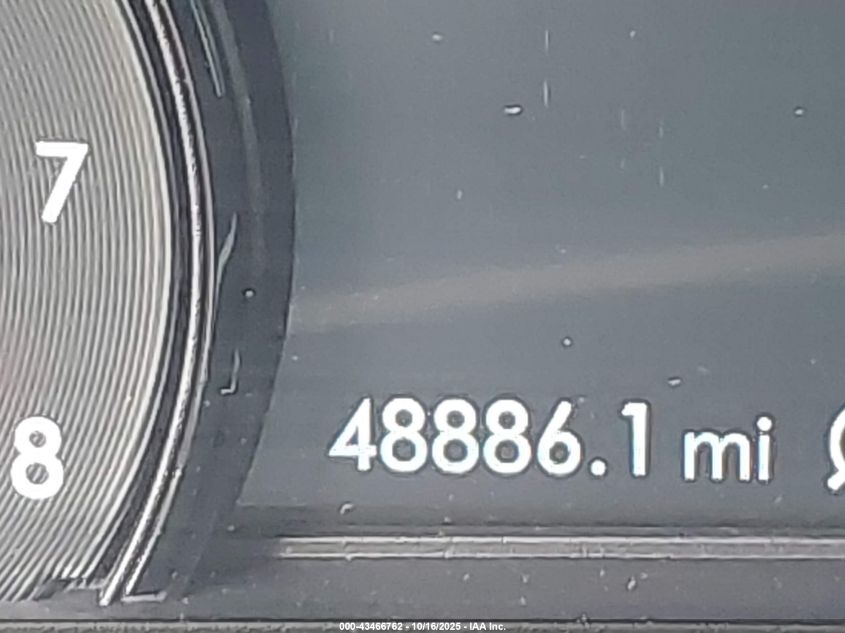 7
8
48886.1 mi
000-43466762 - 10/16/2025 - IAA Inc.